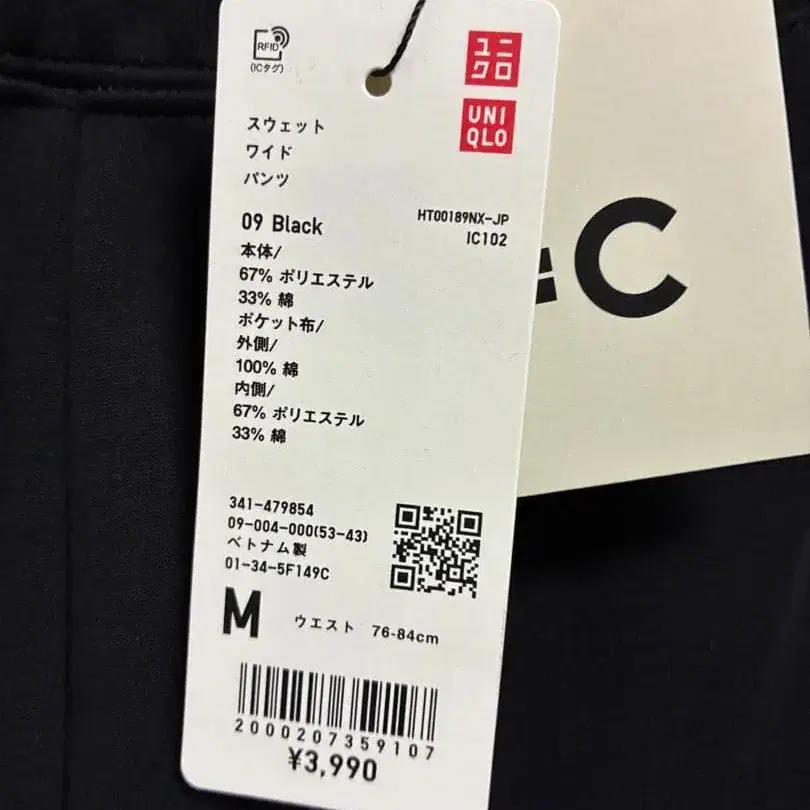 RFID
(ICタグ)
ユニ
クロ
UNI
QLO
スウェット
ワイド
パンツ
09 Black
HT00189NX-JP
IC102
本体/
67% ポリエステル
33% 綿
ポケット布/
外側/
100% 綿
内側/
67% ポリエステル
33% 綿
341-479854
09-004-000(53-43)
ベトナム製
01-34-5F149C
M ウエスト 76-84cm
2000207359107
¥3,990
C